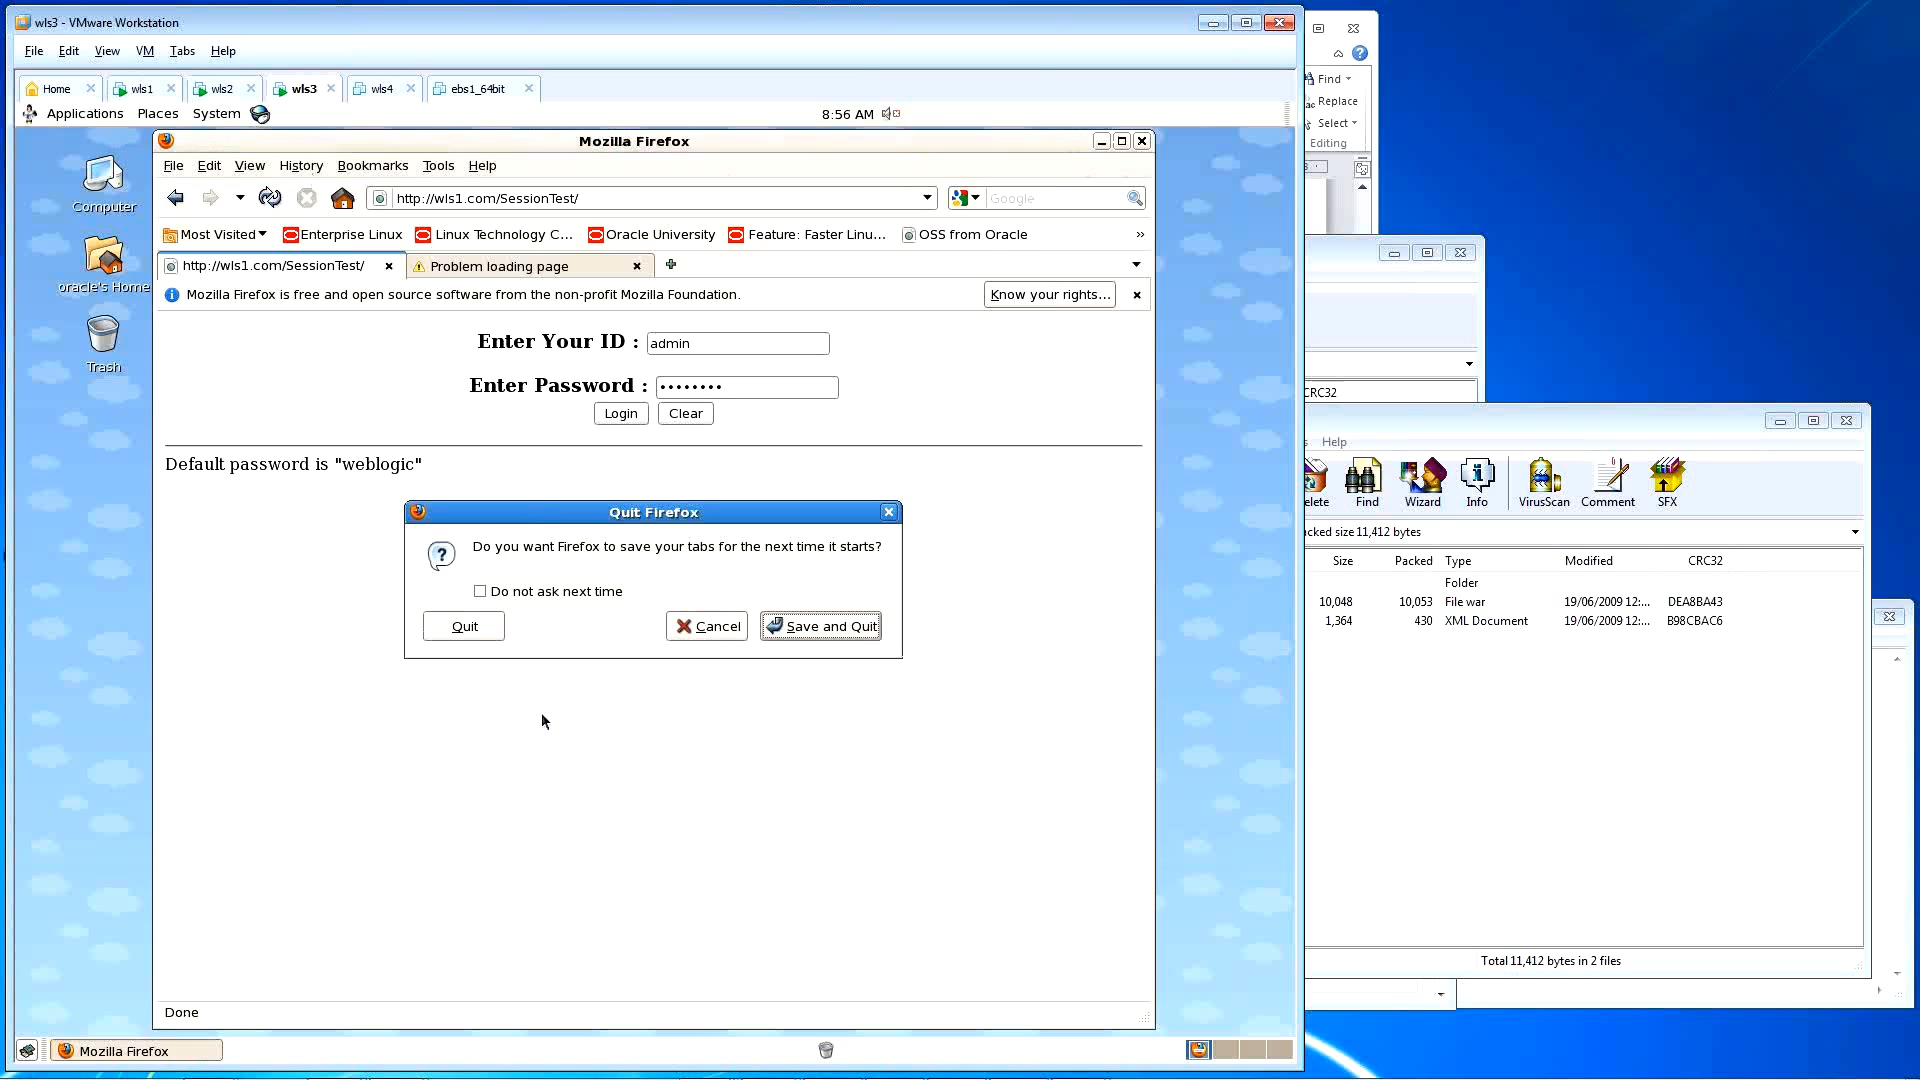 wls3 - VMware Workstation
File Edit View VM Tabs Help
Home wls1 wls2 wls3 wls4 ebs1_64bit
Applications Places System 8:56 AM
Computer
oracle's Home
Trash
Mozilla Firefox
File Edit View History Bookmarks Tools Help
http://wls1.com/SessionTest/ Google
Most Visited Enterprise Linux Linux Technology C... Oracle University Feature: Faster Linu... OSS from Oracle »
http://wls1.com/SessionTest/ Problem loading page
Mozilla Firefox is free and open source software from the non-profit Mozilla Foundation. Know your rights...
Enter Your ID : admin
Enter Password : ••••••••
Login Clear
Default password is "weblogic"
Quit Firefox
Do you want Firefox to save your tabs for the next time it starts?
Do not ask next time
Quit Cancel Save and Quit
Done
Mozilla Firefox
Find
Replace
Select
Editing
CRC32
Help
elete Find Wizard Info VirusScan Comment SFX
cked size 11,412 bytes
Size Packed Type Modified CRC32
Folder
10,048 10,053 File war 19/06/2009 12:... DEA8BA43
1,364 430 XML Document 19/06/2009 12:... B98CBAC6
Total 11,412 bytes in 2 files